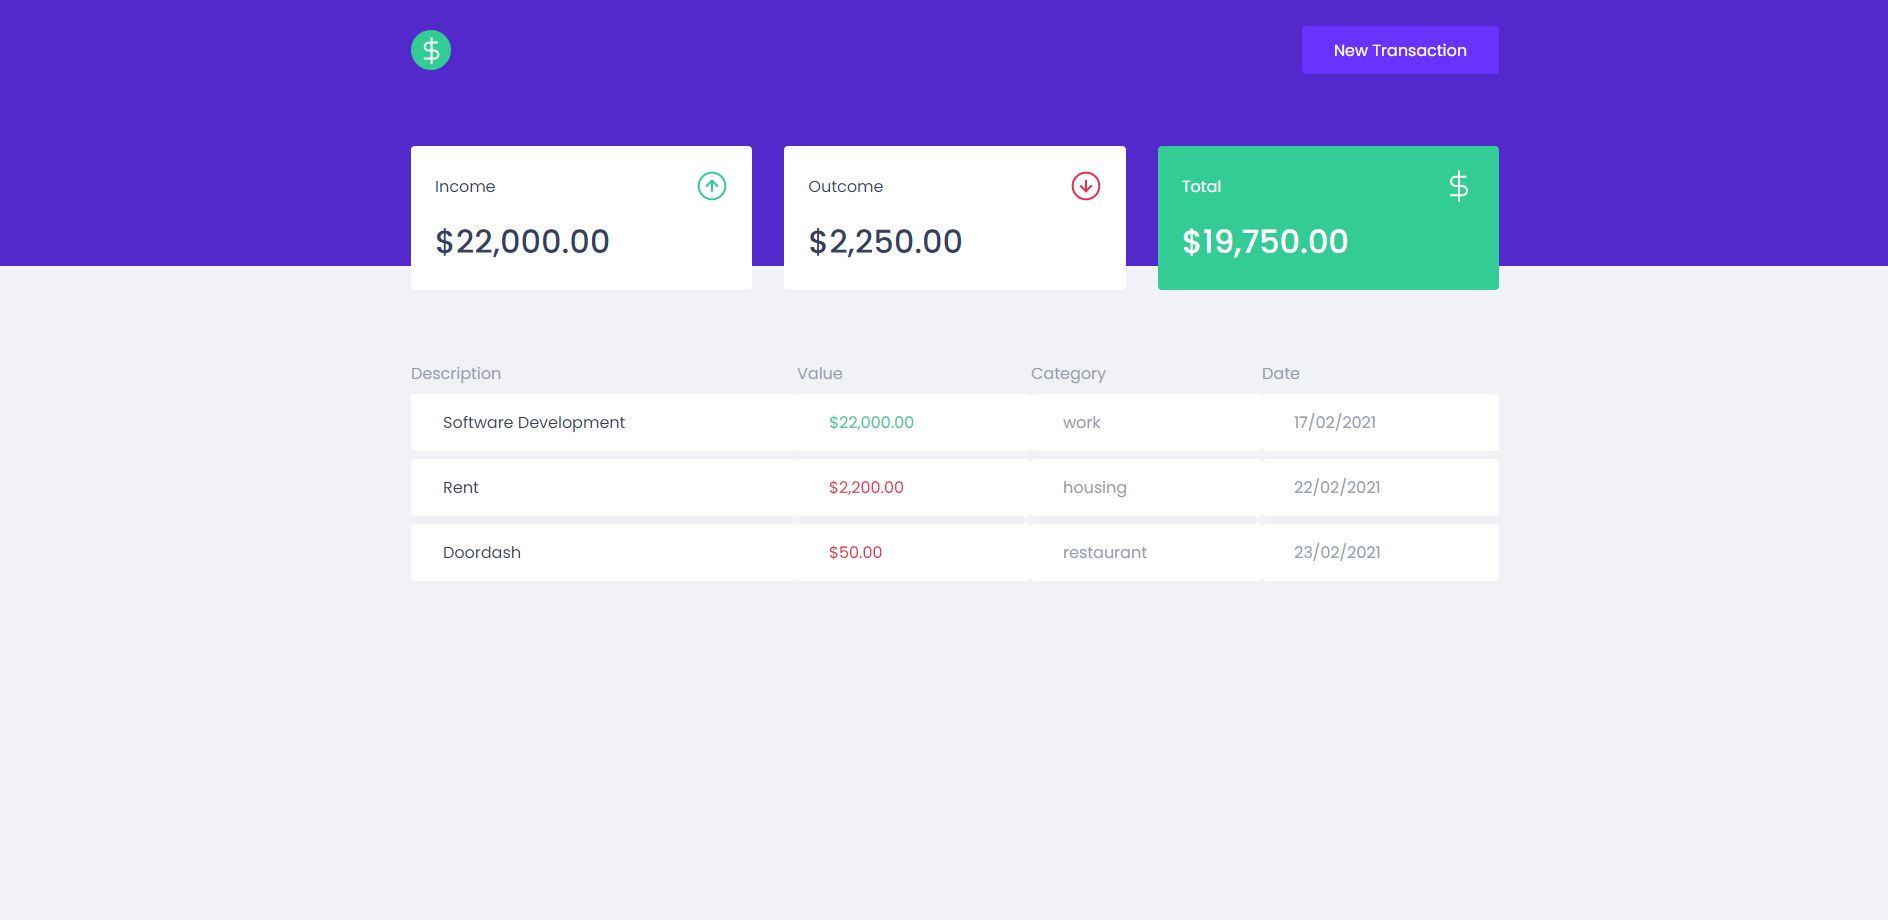 $ New Transaction
Income Outcome Total $
$22,000.00 $2,250.00 $19,750.00
Description Value Category Date
Software Development $22,000.00 work 17/02/2021
Rent $2,200.00 housing 22/02/2021
Doordash $50.00 restaurant 23/02/2021